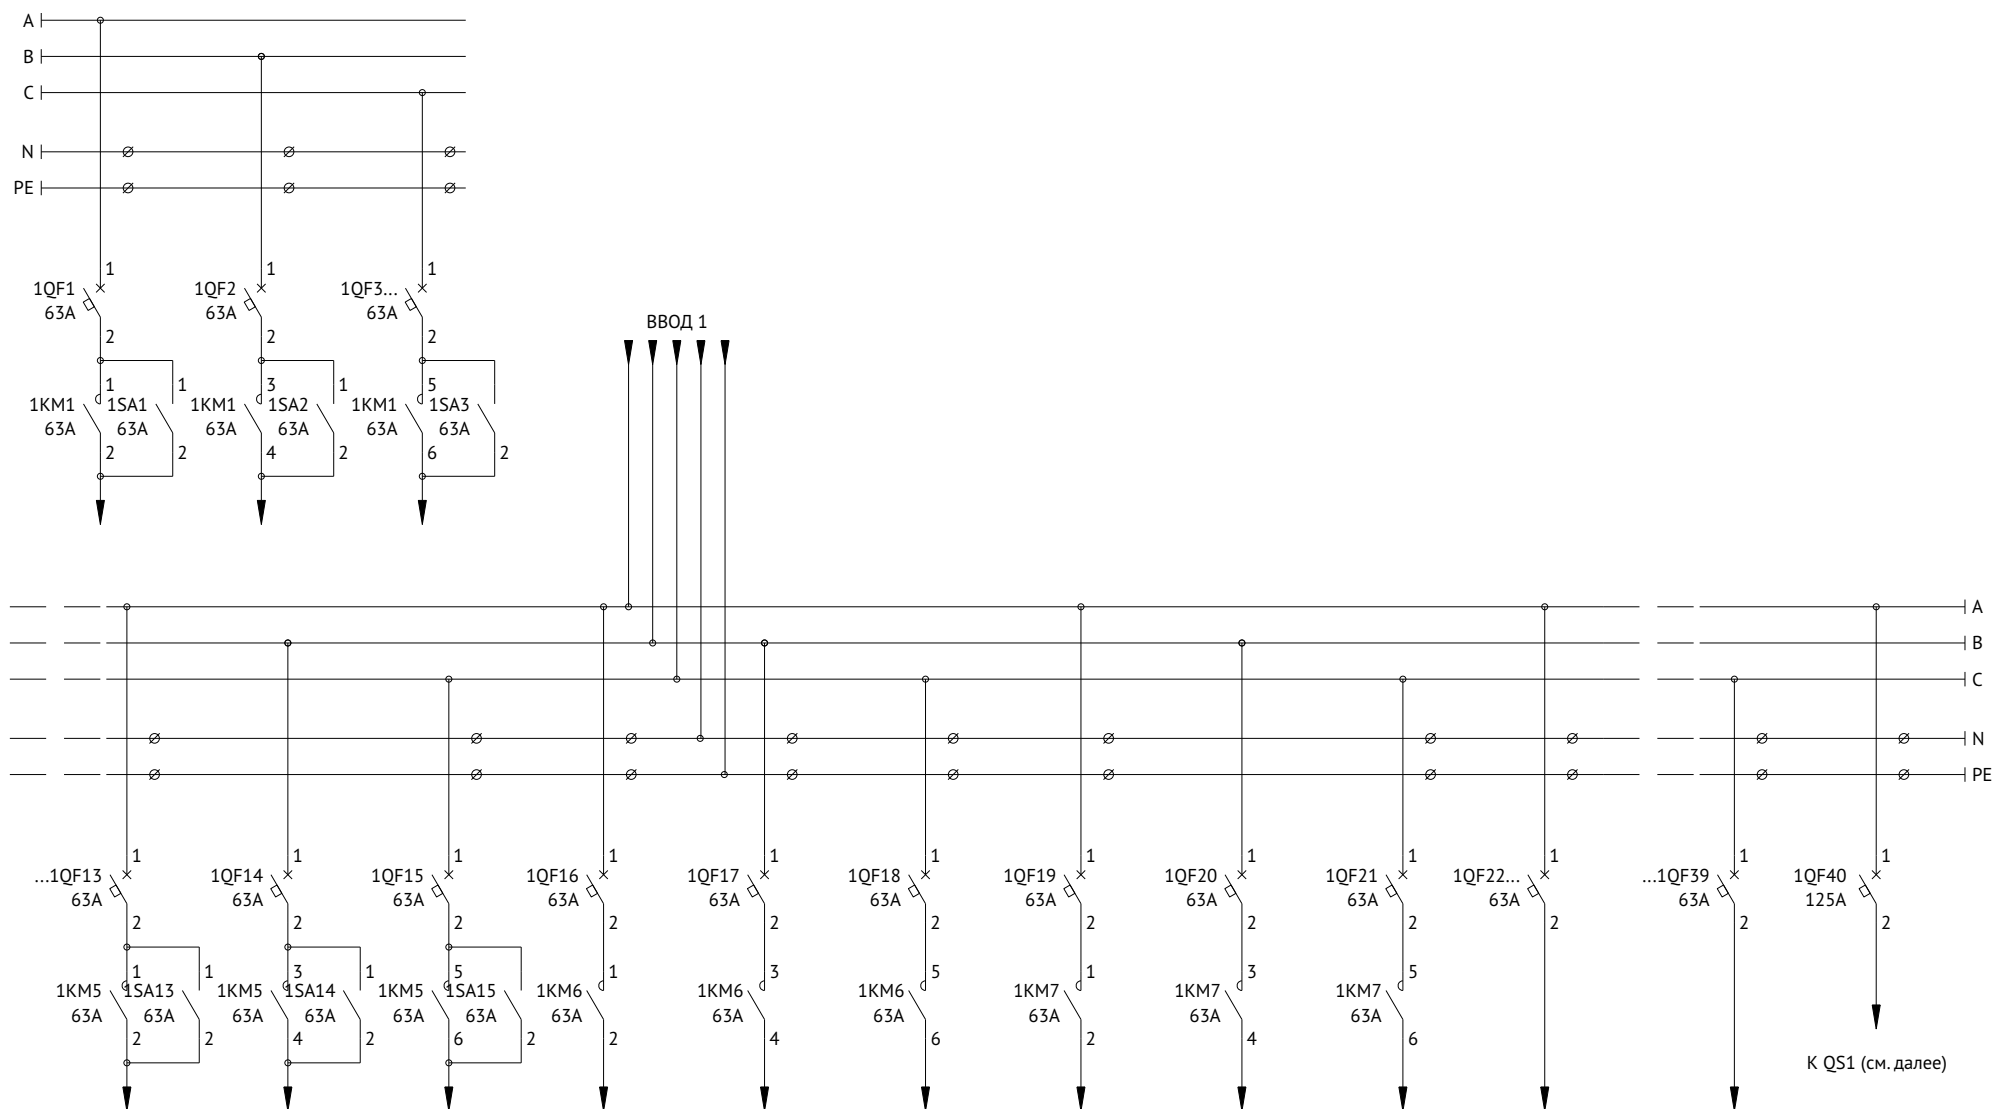 A
B
C
N
PE
1 1 1
1QF1 1QF2 1QF3...
63A 63A 63A
2 2 2
ВВОД 1
1 1 3 1 5
1KM1 1SA1 1KM1 1SA2 1KM1 1SA3
63A 63A 63A 63A 63A 63A
2 2 4 2 6 2
A
B
C
N
PE
1 1 1 1 1 1 1 1 1 1 1 1
...1QF13 1QF14 1QF15 1QF16 1QF17 1QF18 1QF19 1QF20 1QF21 1QF22... ...1QF39 1QF40
63A 63A 63A 63A 63A 63A 63A 63A 63A 63A 63A 125A
2 2 2 2 2 2 2 2 2 2 2 2
1 1 3 1 5 1 3 5 1 3 5
1KM5 1SA13 1KM5 1SA14 1KM5 1SA15 1KM6 1KM6 1KM6 1KM7 1KM7 1KM7
63A 63A 63A 63A 63A 63A 63A 63A 63A 63A 63A 63A
2 2 4 2 6 2 2 4 6 2 4 6
К QS1 (см. далее)